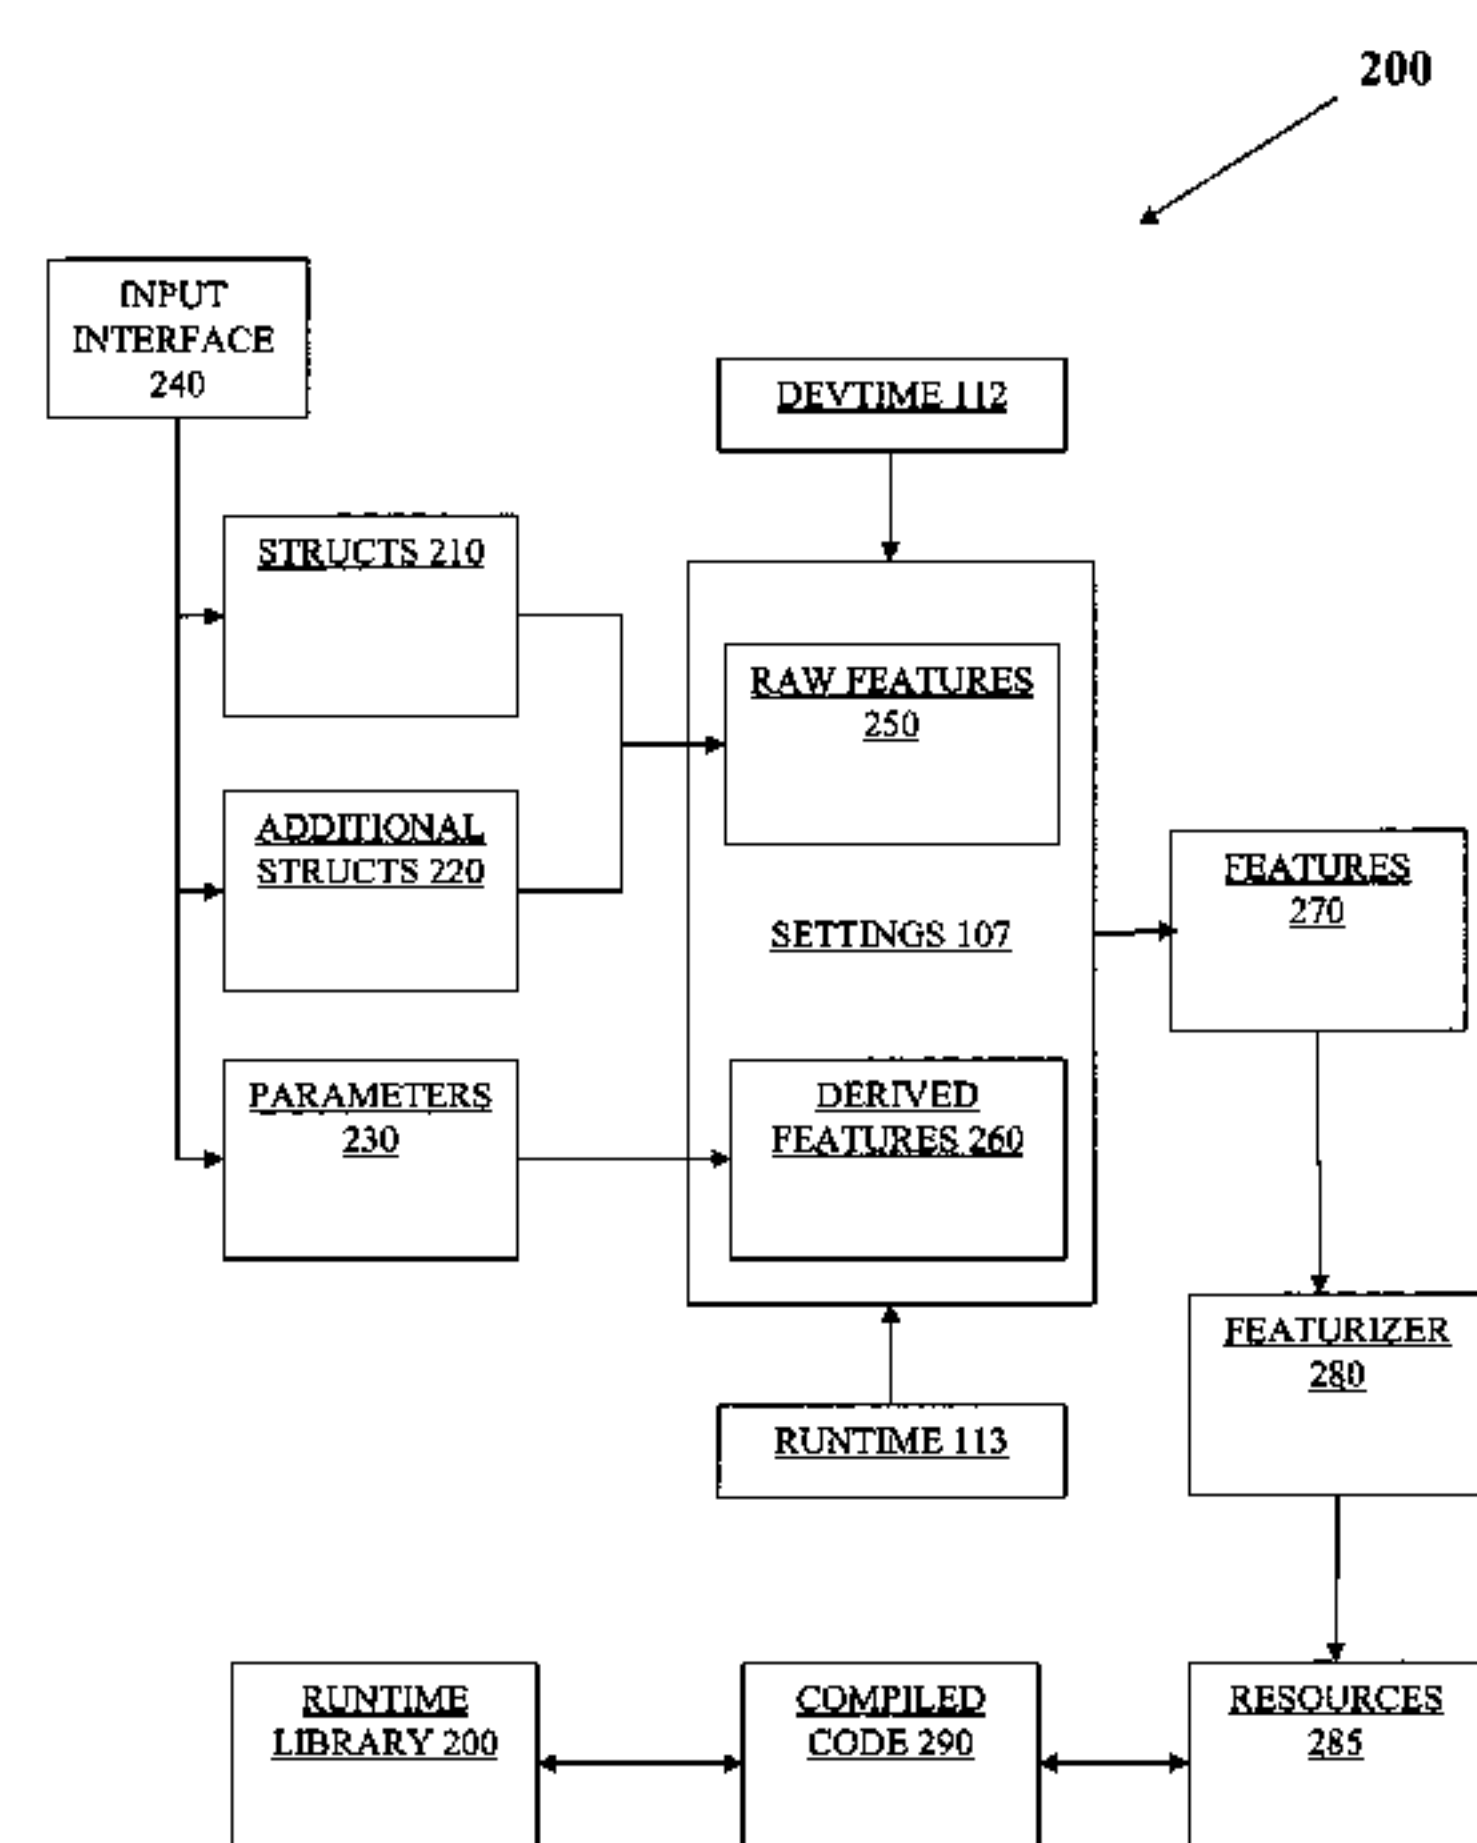 200
INPUT
INTERFACE
240
DEVTIME 112
STRUCTS 210
RAW FEATURES
250
ADDITIONAL
STRUCTS 220
FEATURES
270
SETTINGS 107
PARAMETERS
230
DERIVED
FEATURES 260
FEATURIZER
280
RUNTIME 113
RUNTIME
LIBRARY 200
COMPILED
CODE 290
RESOURCES
285